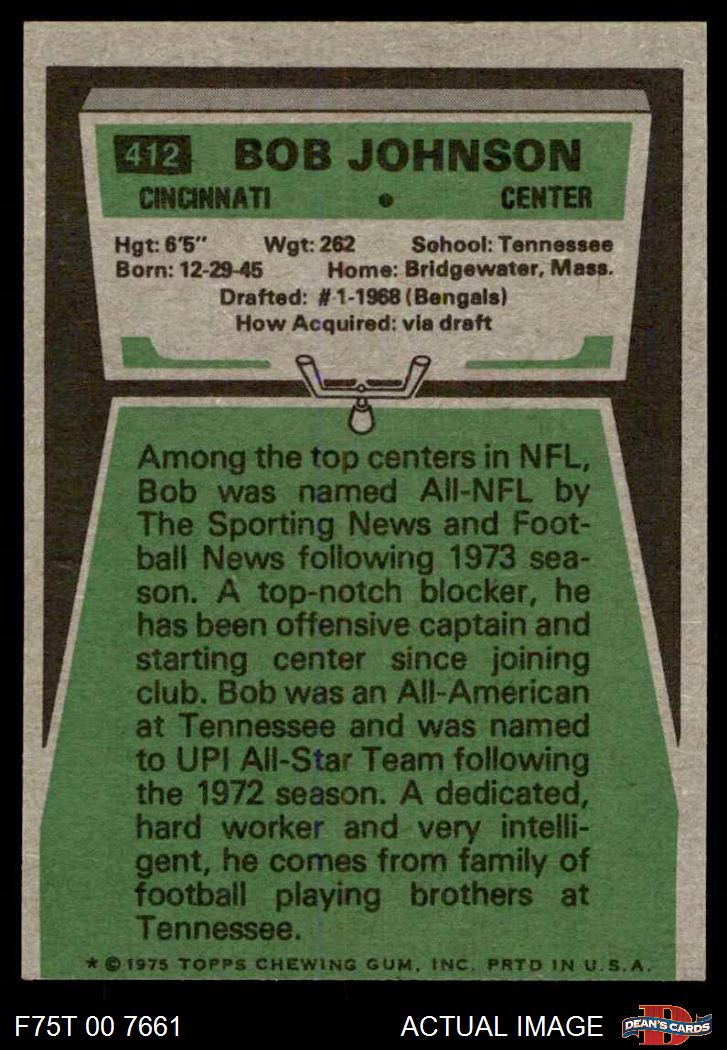 412 BOB JOHNSON
CINCINNATI • CENTER
Hgt: 6'5" Wgt: 262 School: Tennessee
Born: 12-29-45 Home: Bridgewater, Mass.
Drafted: #1-1968 (Bengals)
How Acquired: via draft
Among the top centers in NFL,
Bob was named All-NFL by
The Sporting News and Foot-
ball News following 1973 sea-
son. A top-notch blocker, he
has been offensive captain and
starting center since joining
club. Bob was an All-American
at Tennessee and was named
to UPI All-Star Team following
the 1972 season. A dedicated,
hard worker and very intelli-
gent, he comes from family of
football playing brothers at
Tennessee.
* © 1975 TOPPS CHEWING GUM, INC. PRTD IN U.S.A.
F75T 00 7661 ACTUAL IMAGE D DEAN'S CARDS